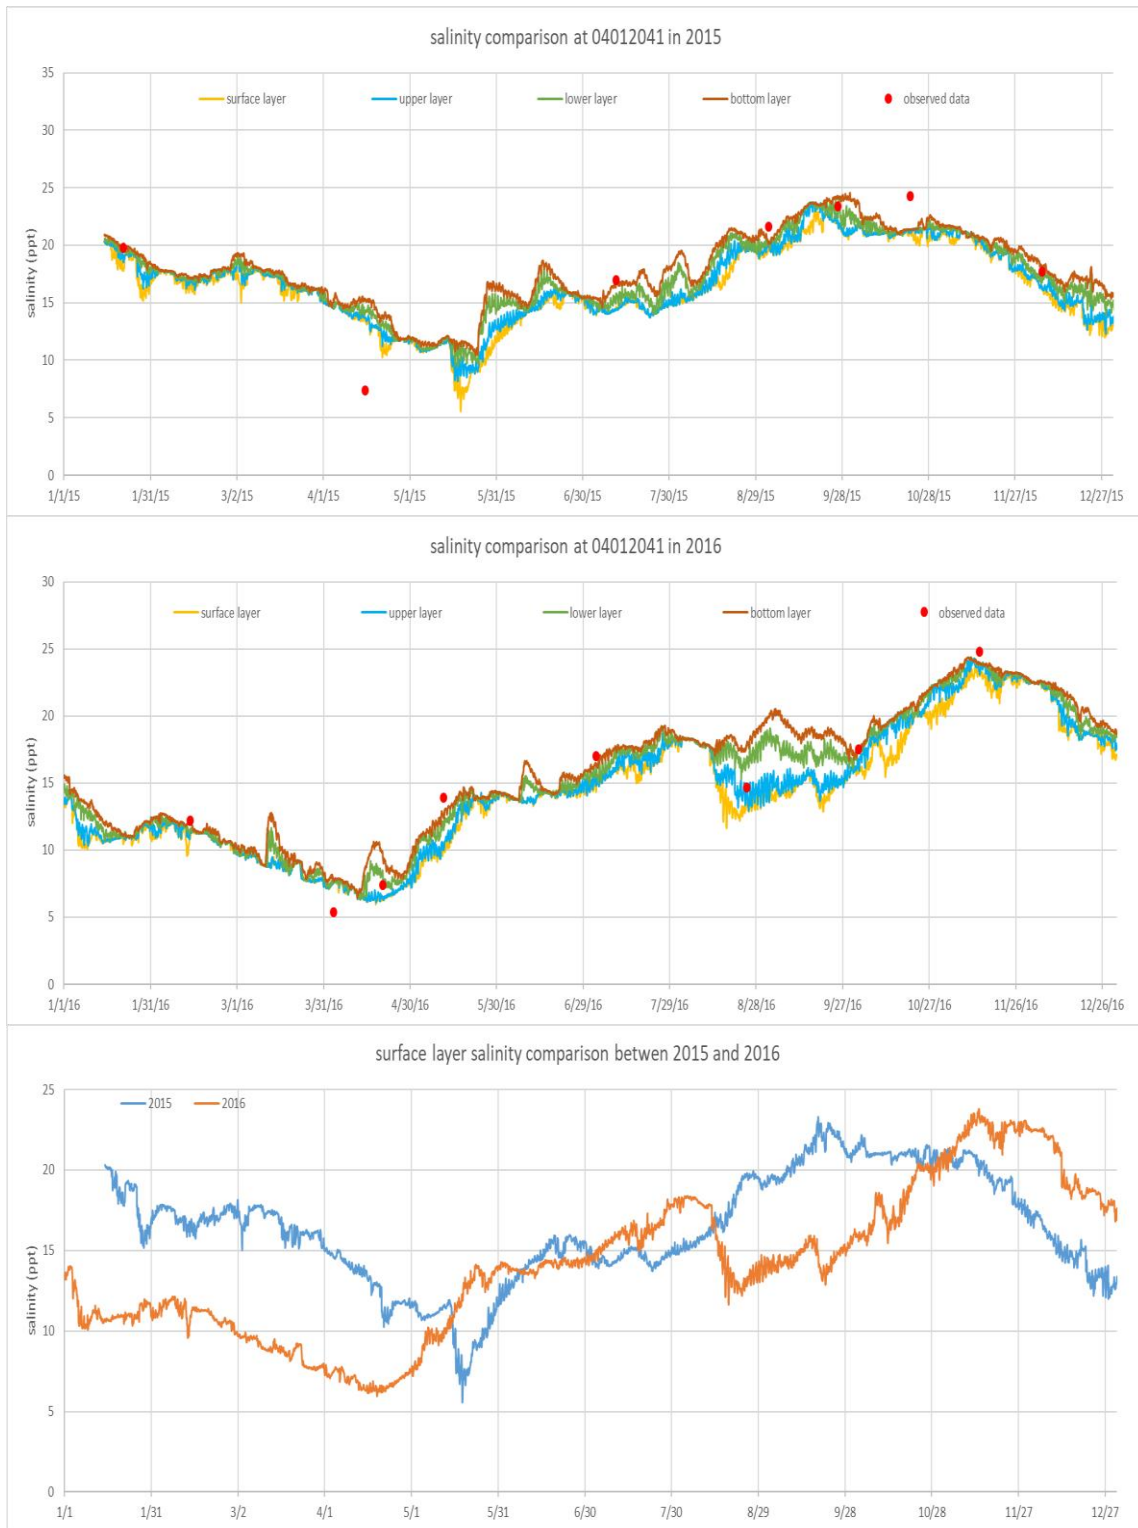 salinity comparison at 04012041 in 2015
35
surface layer upper layer lower layer bottom layer observed data
30
25
20
15
10
5
0
salinity (ppt)
1/1/15 1/31/15 3/2/15 4/1/15 5/1/15 5/31/15 6/30/15 7/30/15 8/29/15 9/28/15 10/28/15 11/27/15 12/27/15
salinity comparison at 04012041 in 2016
30
surface layer upper layer lower layer bottom layer observed data
25
20
15
10
5
0
salinity (ppt)
1/1/16 1/31/16 3/1/16 3/31/16 4/30/16 5/30/16 6/29/16 7/29/16 8/28/16 9/27/16 10/27/16 11/26/16 12/26/16
surface layer salinity comparison betwen 2015 and 2016
25
2015 2016
20
15
10
5
0
salinity (ppt)
1/1 1/31 3/2 4/1 5/1 5/31 6/30 7/30 8/29 9/28 10/28 11/27 12/27